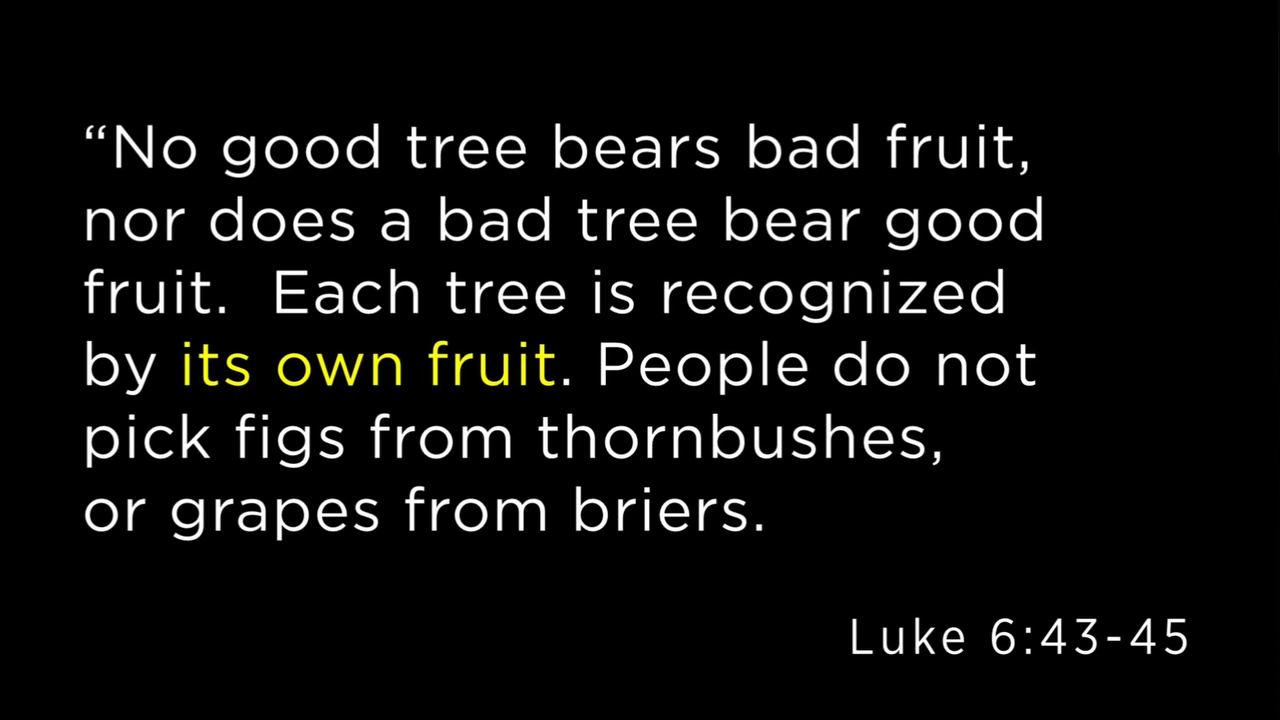 “No good tree bears bad fruit,
nor does a bad tree bear good
fruit.  Each tree is recognized
by its own fruit. People do not
pick figs from thornbushes,
or grapes from briers.
Luke 6:43-45